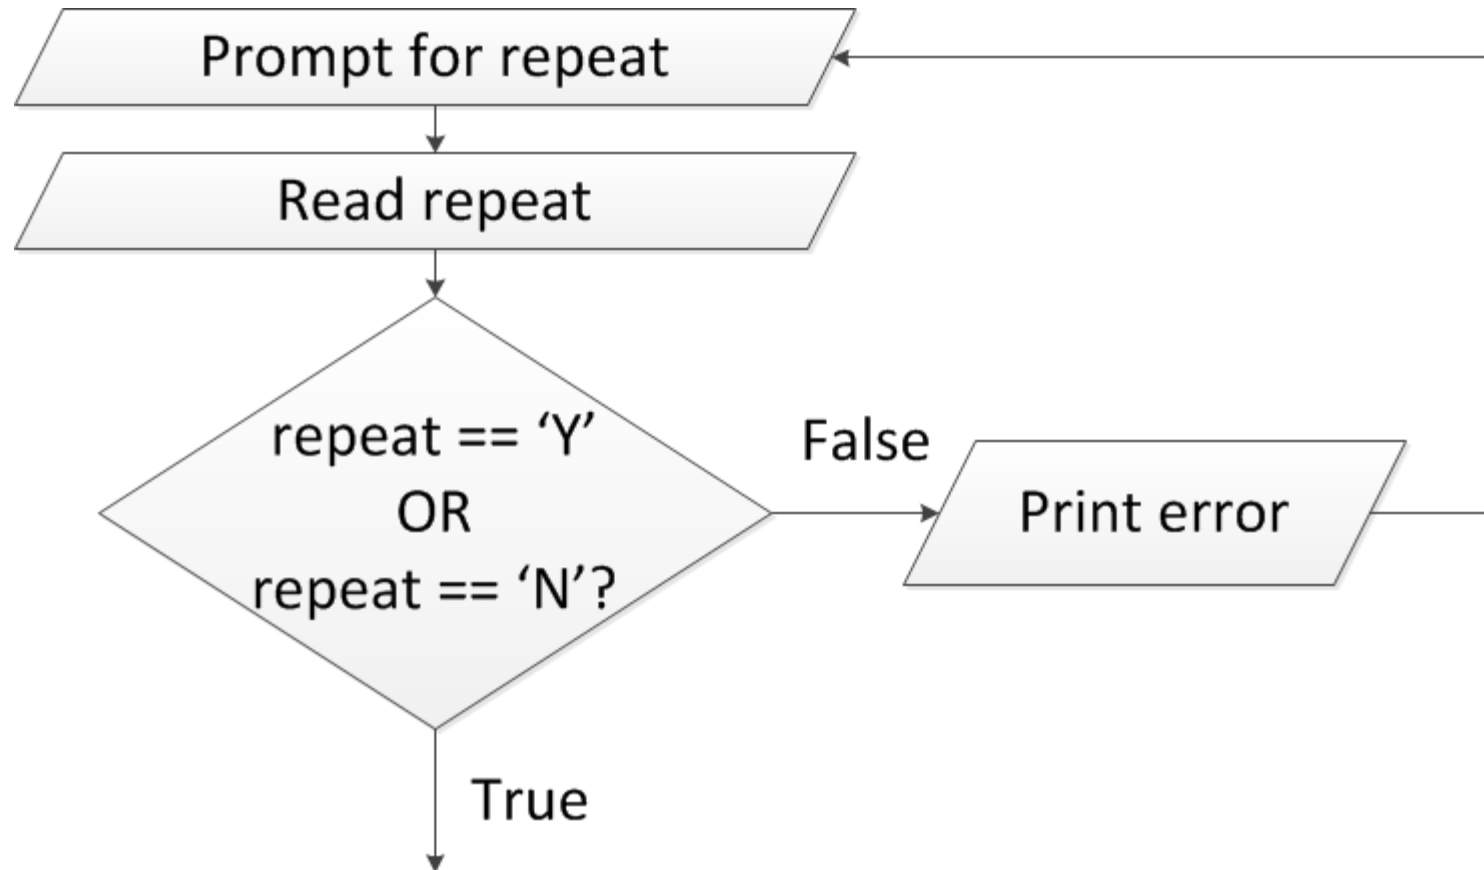 Prompt for repeat
Read repeat
repeat == ‘Y’
OR
repeat == ‘N’?
False
Print error
True